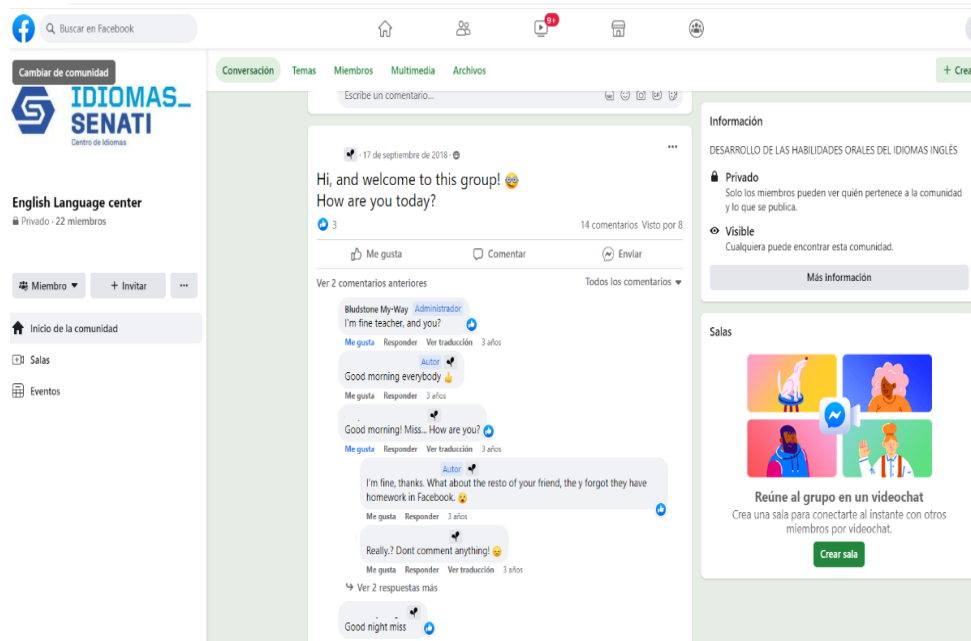 Buscar en Facebook
9+
Cambiar de comunidad
IDIOMAS_
SENATI
Centro de Idiomas
English Language center
Privado · 22 miembros
Miembro
+ Invitar
Inicio de la comunidad
Salas
Eventos
Conversación Temas Miembros Multimedia Archivos
+ Crea
Escribe un comentario...
· 17 de septiembre de 2018 ·
Hi, and welcome to this group!
How are you today?
3
14 comentarios Visto por 8
Me gusta Comentar Enviar
Ver 2 comentarios anteriores
Todos los comentarios
Bludstone My-Way Administrador
I'm fine teacher, and you?
Me gusta Responder Ver traducción 3 años
Autor
Good morning everybody
Me gusta Responder 3 años
Good morning! Miss... How are you?
Me gusta Responder Ver traducción 3 años
Autor
I'm fine, thanks. What about the resto of your friend, the y forgot they have
homework in Facebook.
Me gusta Responder 3 años
Really.? Dont comment anything!
Me gusta Responder Ver traducción 3 años
Ver 2 respuestas más
Good night miss
Información
DESARROLLO DE LAS HABILIDADES ORALES DEL IDIOMAS INGLÉS
Privado
Solo los miembros pueden ver quién pertenece a la comunidad
y lo que se publica.
Visible
Cualquiera puede encontrar esta comunidad.
Más información
Salas
Reúne al grupo en un videochat
Crea una sala para conectarte al instante con otros
miembros por videochat.
Crear sala